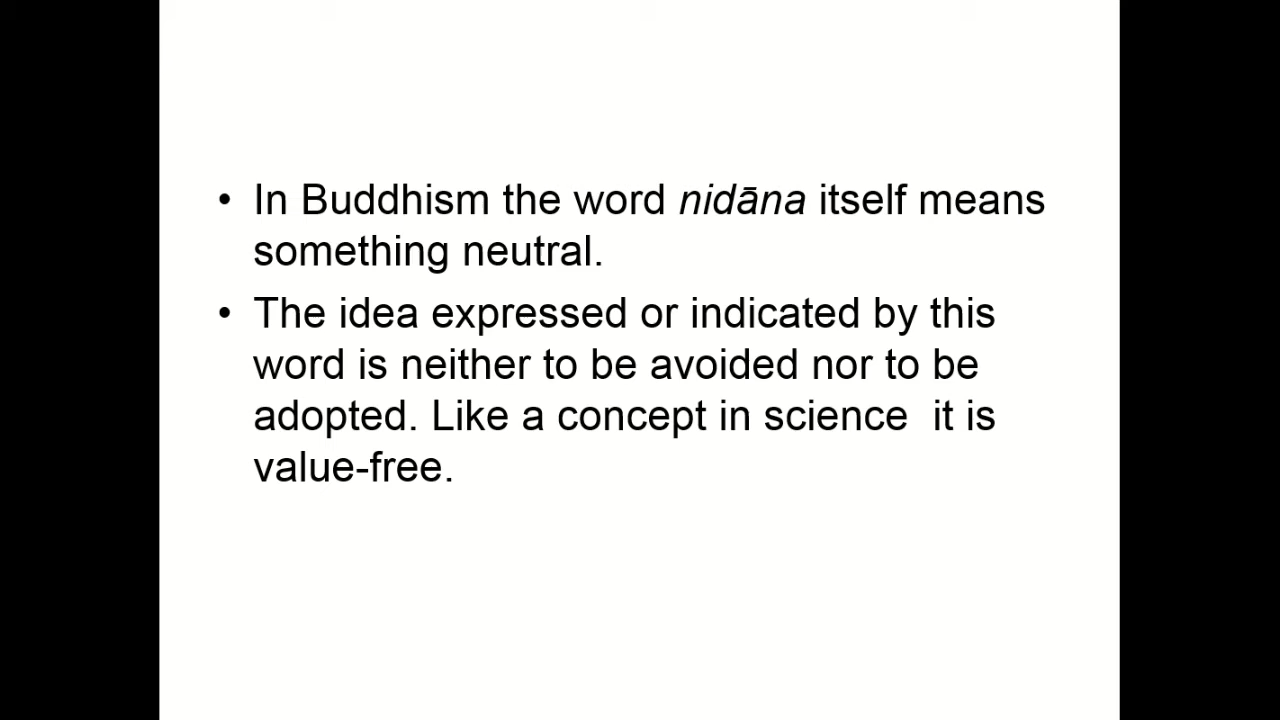 • In Buddhism the word nidāna itself means
something neutral.
• The idea expressed or indicated by this
word is neither to be avoided nor to be
adopted. Like a concept in science  it is
value-free.